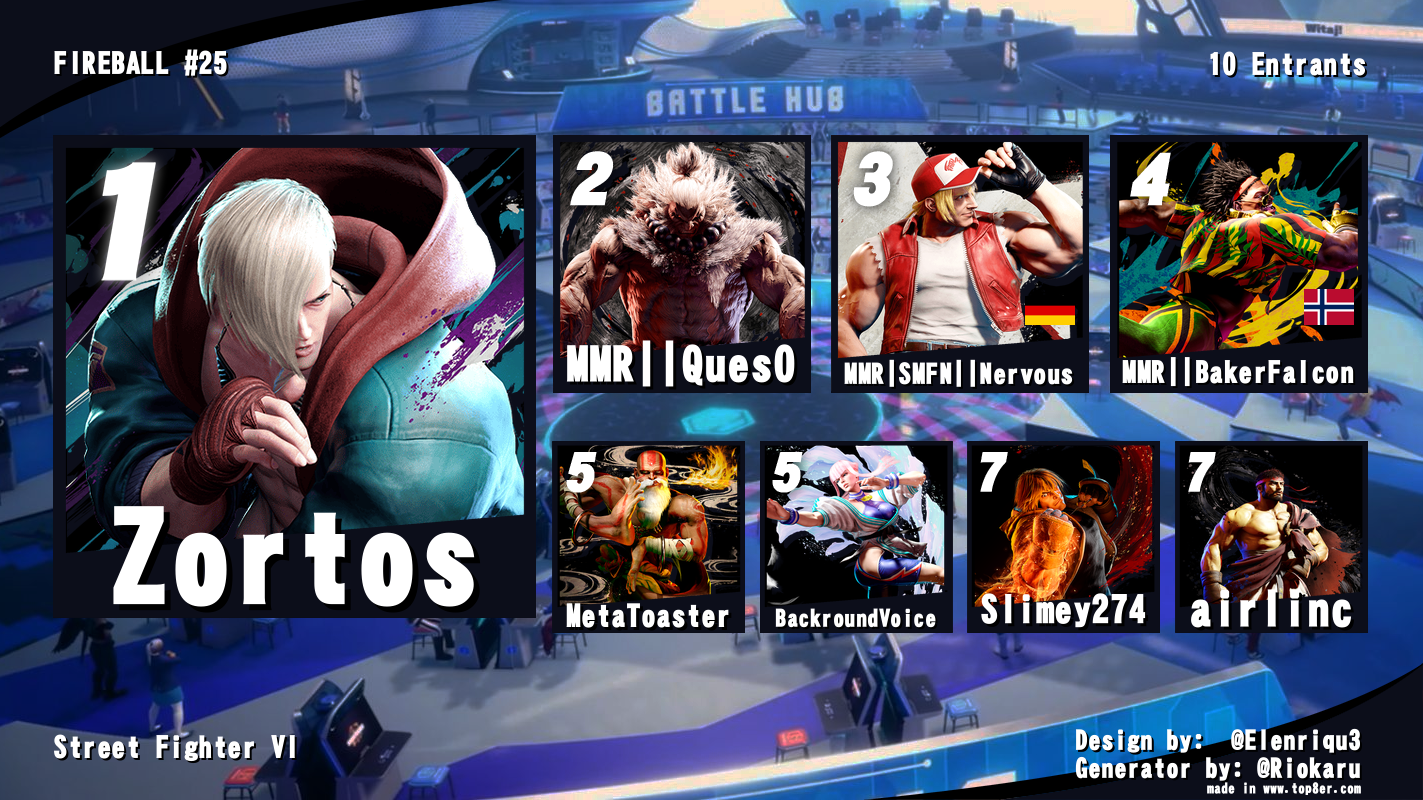 FIREBALL #25
10 Entrants
Witaj!
BATTLE HUB
1
Zortos
2
MMR||QuesO
3
MMR|SMFN||Nervous
4
MMR||BakerFalcon
5
MetaToaster
5
BackroundVoice
7
Slimey274
7
airlinc
Street Fighter VI
Design by: @Elenriqu3
Generator by: @Riokaru
made in www.top8er.com